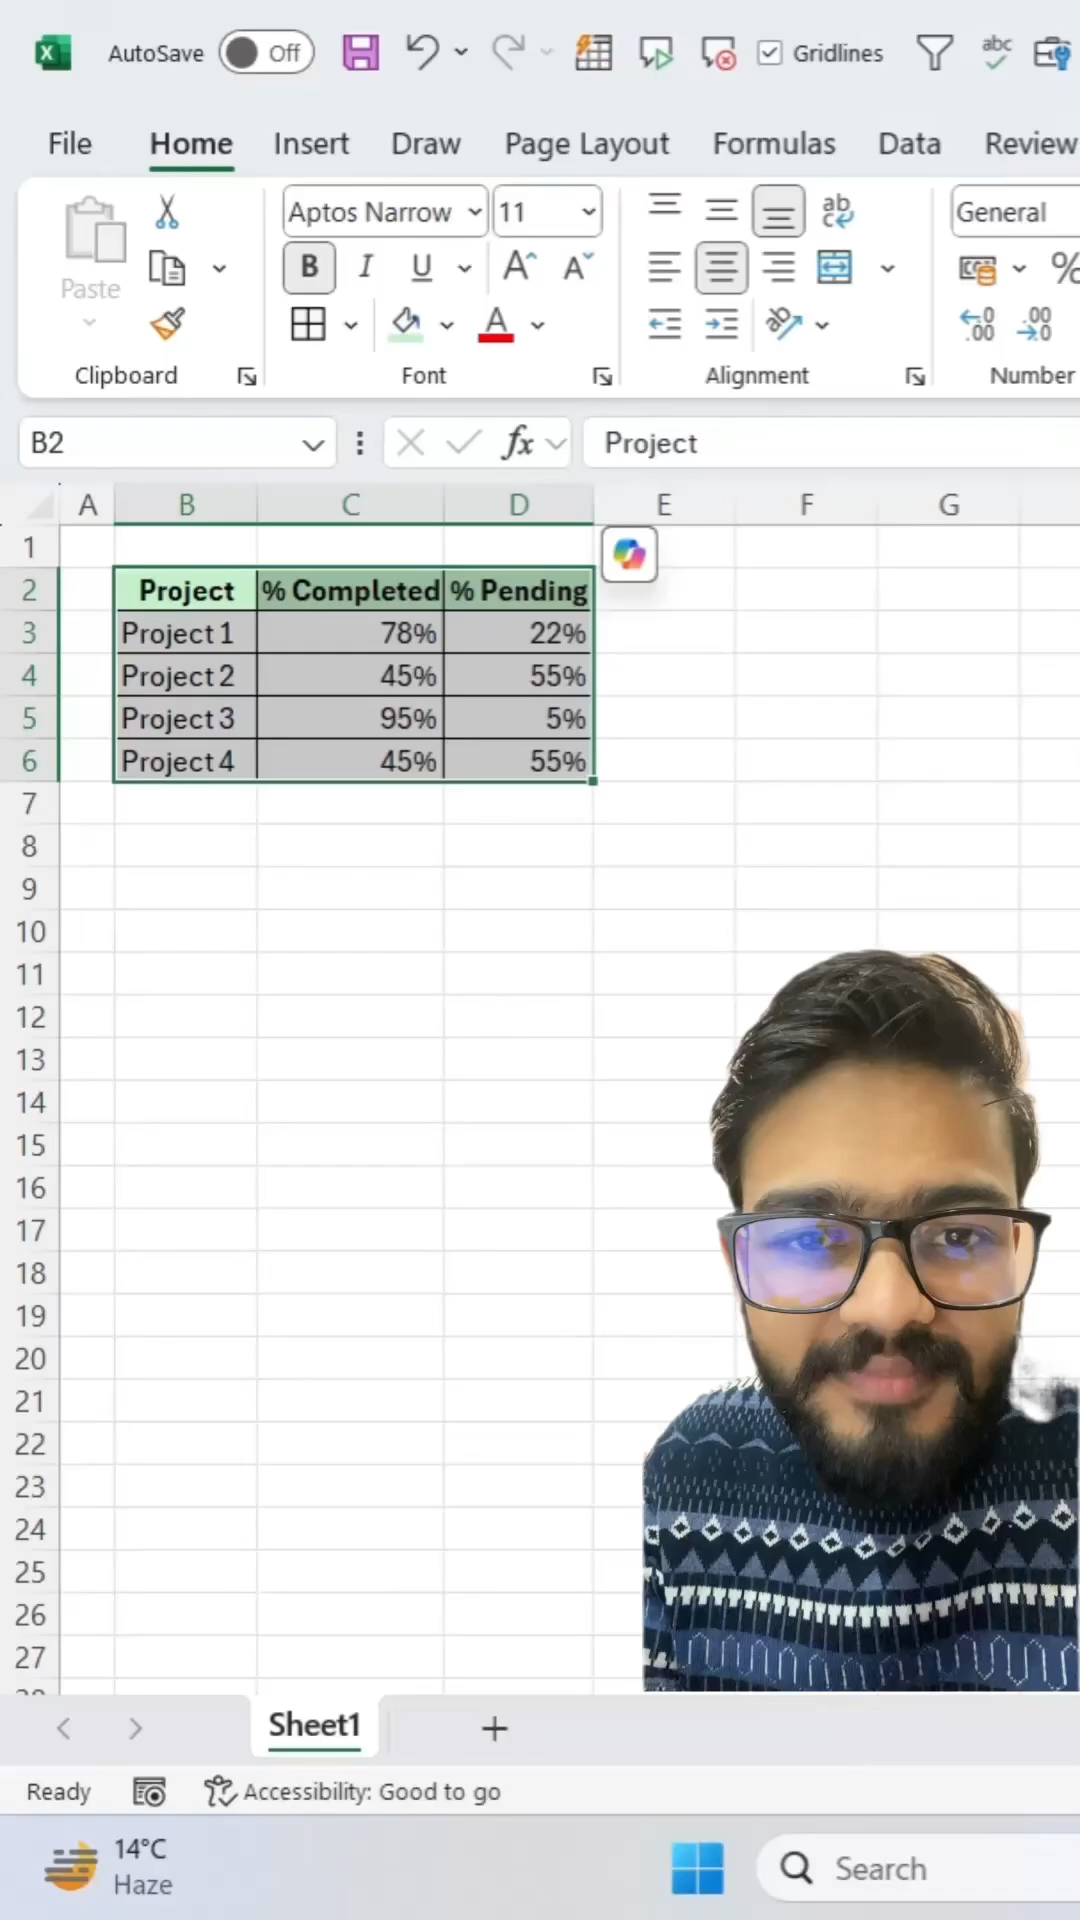 AutoSave Off Gridlines abc
File Home Insert Draw Page Layout Formulas Data Review
Paste Aptos Narrow 11 General
B I U A A %
Clipboard Font Alignment Number
B2 fx Project
A B C D E F G
1
2 Project % Completed % Pending
3 Project 1 78% 22%
4 Project 2 45% 55%
5 Project 3 95% 5%
6 Project 4 45% 55%
7
8
9
10
11
12
13
14
15
16
17
18
19
20
21
22
23
24
25
26
27
Sheet1
Ready Accessibility: Good to go
14°C
Haze
Search